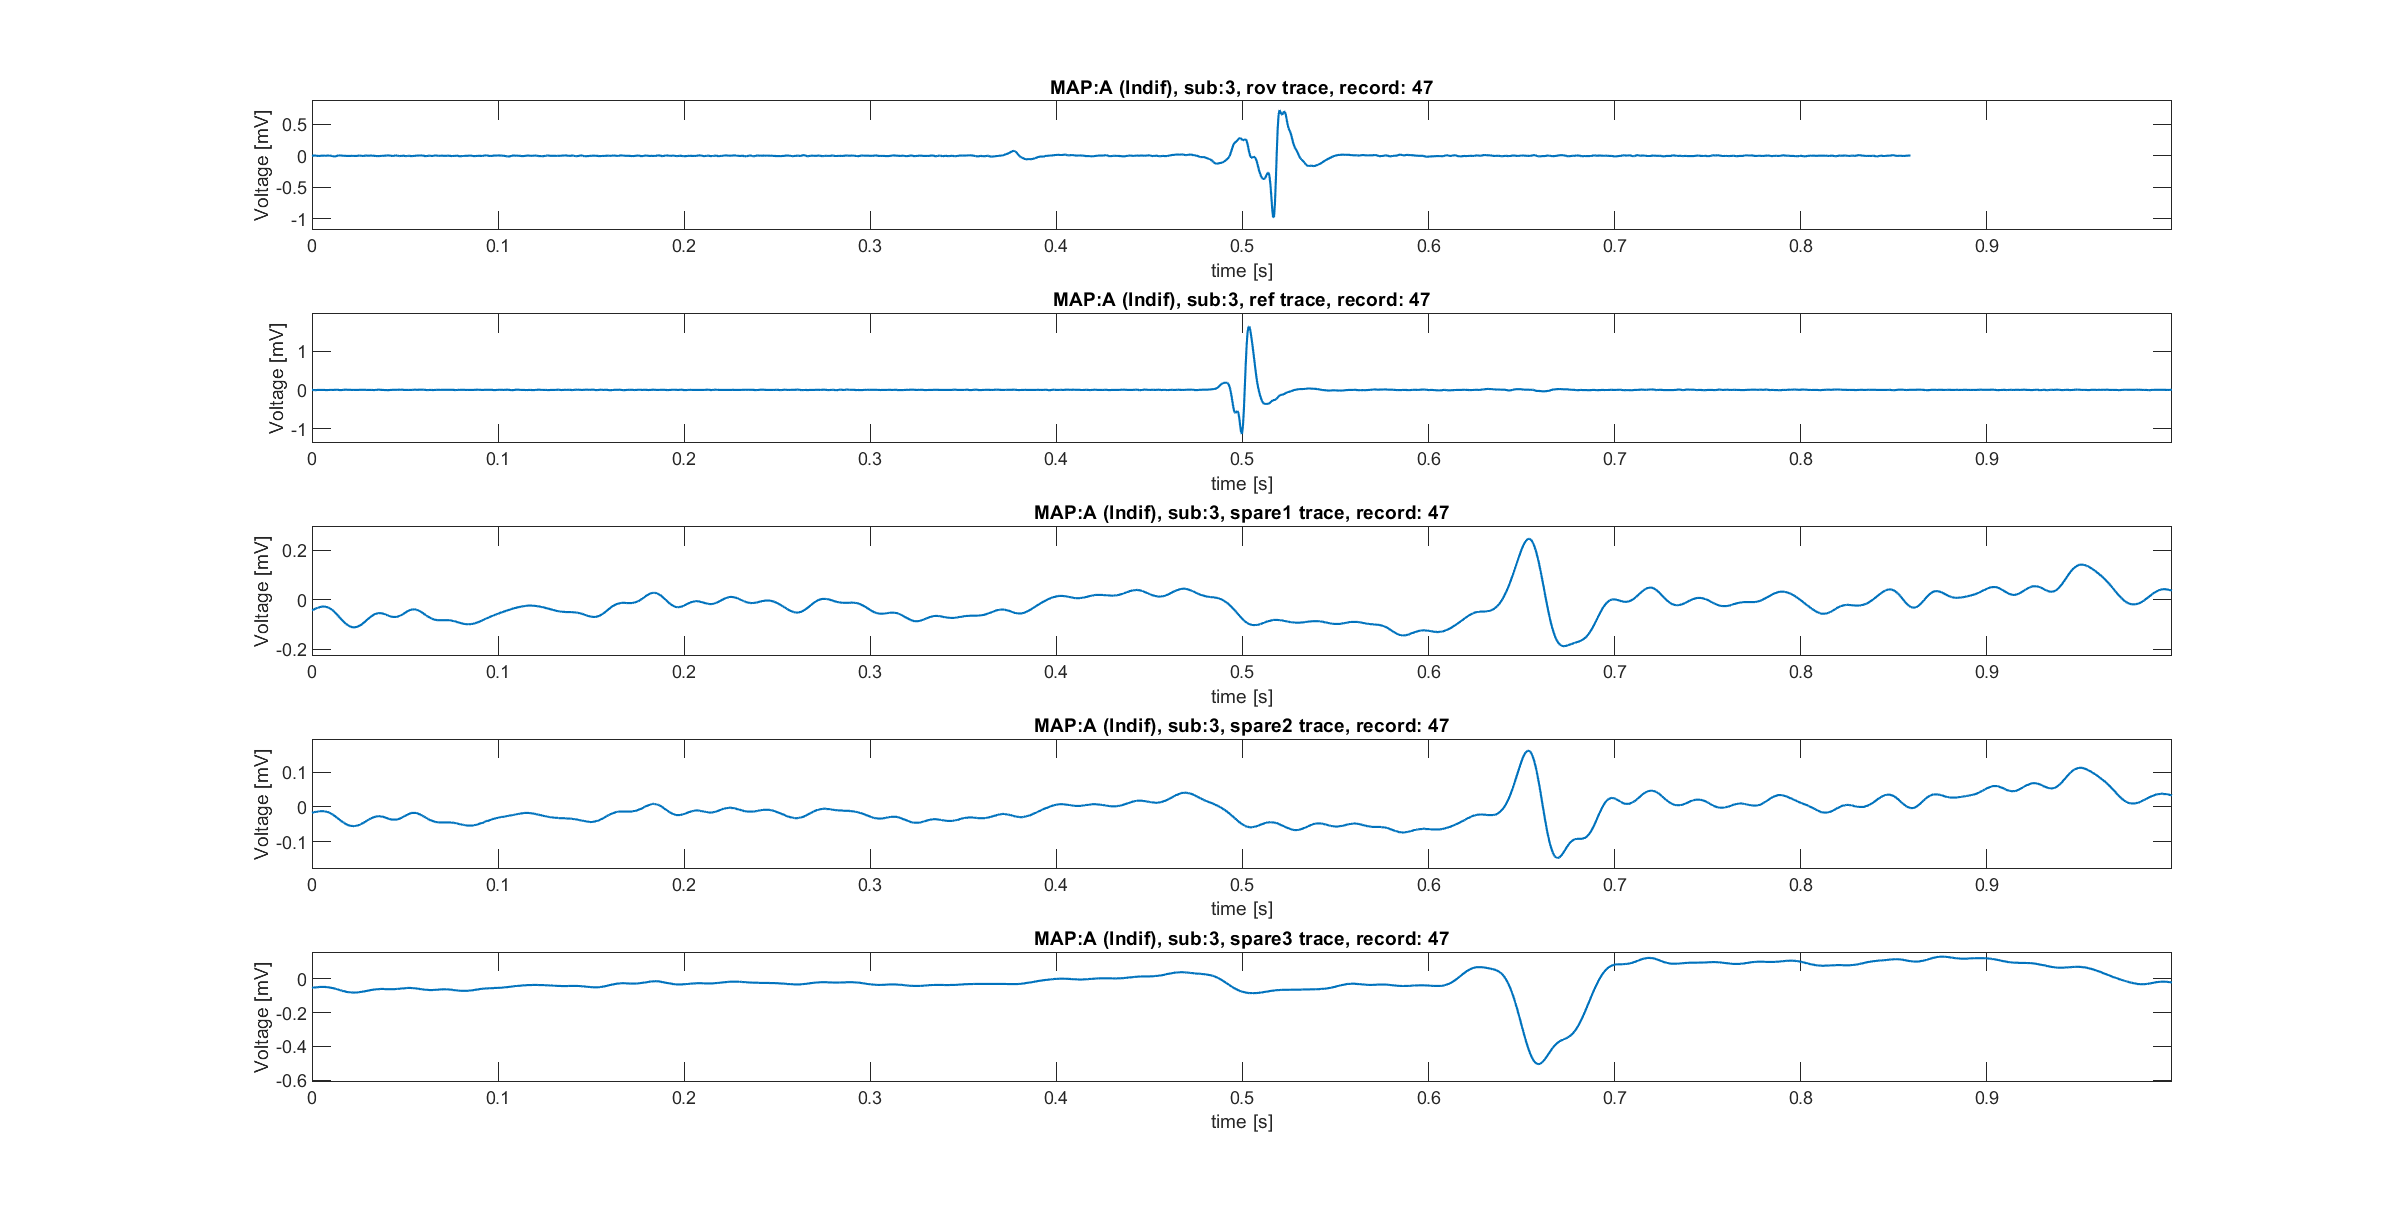 MAP:A (Indif), sub:3, rov trace, record: 47
Voltage [mV]
0.5
0
-0.5
-1
0 0.1 0.2 0.3 0.4 0.5 0.6 0.7 0.8 0.9
time [s]
MAP:A (Indif), sub:3, ref trace, record: 47
Voltage [mV]
1
0
-1
0 0.1 0.2 0.3 0.4 0.5 0.6 0.7 0.8 0.9
time [s]
MAP:A (Indif), sub:3, spare1 trace, record: 47
Voltage [mV]
0.2
0
-0.2
0 0.1 0.2 0.3 0.4 0.5 0.6 0.7 0.8 0.9
time [s]
MAP:A (Indif), sub:3, spare2 trace, record: 47
Voltage [mV]
0.1
0
-0.1
0 0.1 0.2 0.3 0.4 0.5 0.6 0.7 0.8 0.9
time [s]
MAP:A (Indif), sub:3, spare3 trace, record: 47
Voltage [mV]
0
-0.2
-0.4
-0.6
0 0.1 0.2 0.3 0.4 0.5 0.6 0.7 0.8 0.9
time [s]